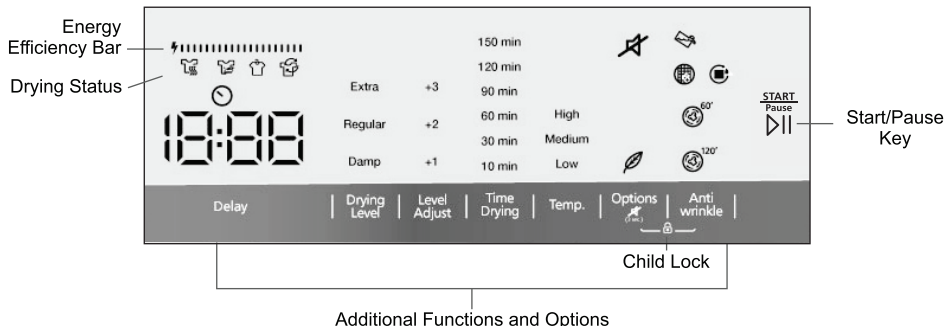 Energy
Efficiency Bar
Drying Status
18:88
Extra
Regular
Damp
+3
+2
+1
150 min
120 min
90 min
60 min
30 min
10 min
High
Medium
Low
60'
120'
START
Pause
Start/Pause
Key
Delay
Drying
Level
Level
Adjust
Time
Drying
Temp.
Options
(3 sec.)
Anti
wrinkle
Child Lock
Additional Functions and Options